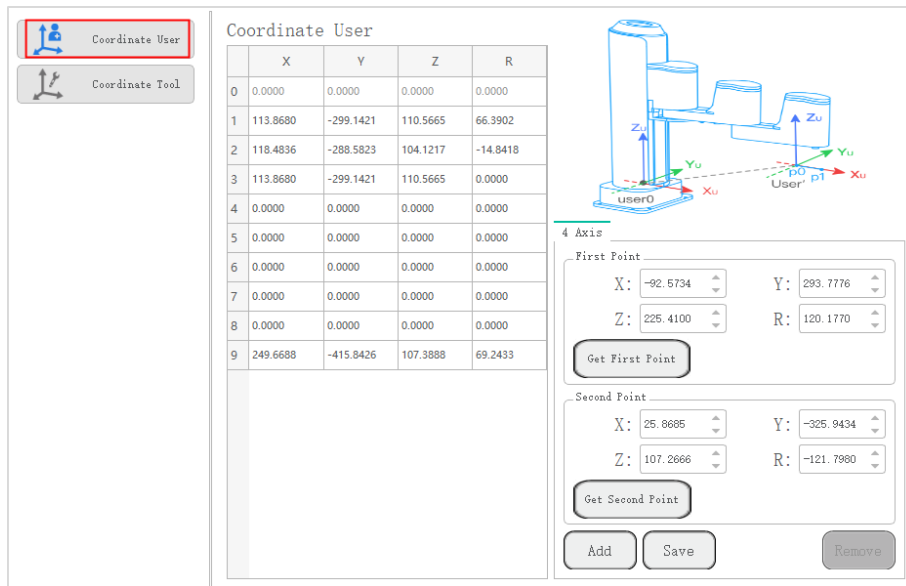 Coordinate User
Coordinate Tool
Coordinate User
X Y Z R
0 0.0000 0.0000 0.0000 0.0000
1 113.8680 -299.1421 110.5665 66.3902
2 118.4836 -288.5823 104.1217 -14.8418
3 113.8680 -299.1421 110.5665 0.0000
4 0.0000 0.0000 0.0000 0.0000
5 0.0000 0.0000 0.0000 0.0000
6 0.0000 0.0000 0.0000 0.0000
7 0.0000 0.0000 0.0000 0.0000
8 0.0000 0.0000 0.0000 0.0000
9 249.6688 -415.8426 107.3888 69.2433
ZU
YU
XU
user0
ZU
YU
XU
p0 p1
User'
4 Axis
First Point
X: -92.5734 Y: 293.7776
Z: 225.4100 R: 120.1770
Get First Point
Second Point
X: 25.8685 Y: -325.9434
Z: 107.2666 R: -121.7980
Get Second Point
Add Save Remove